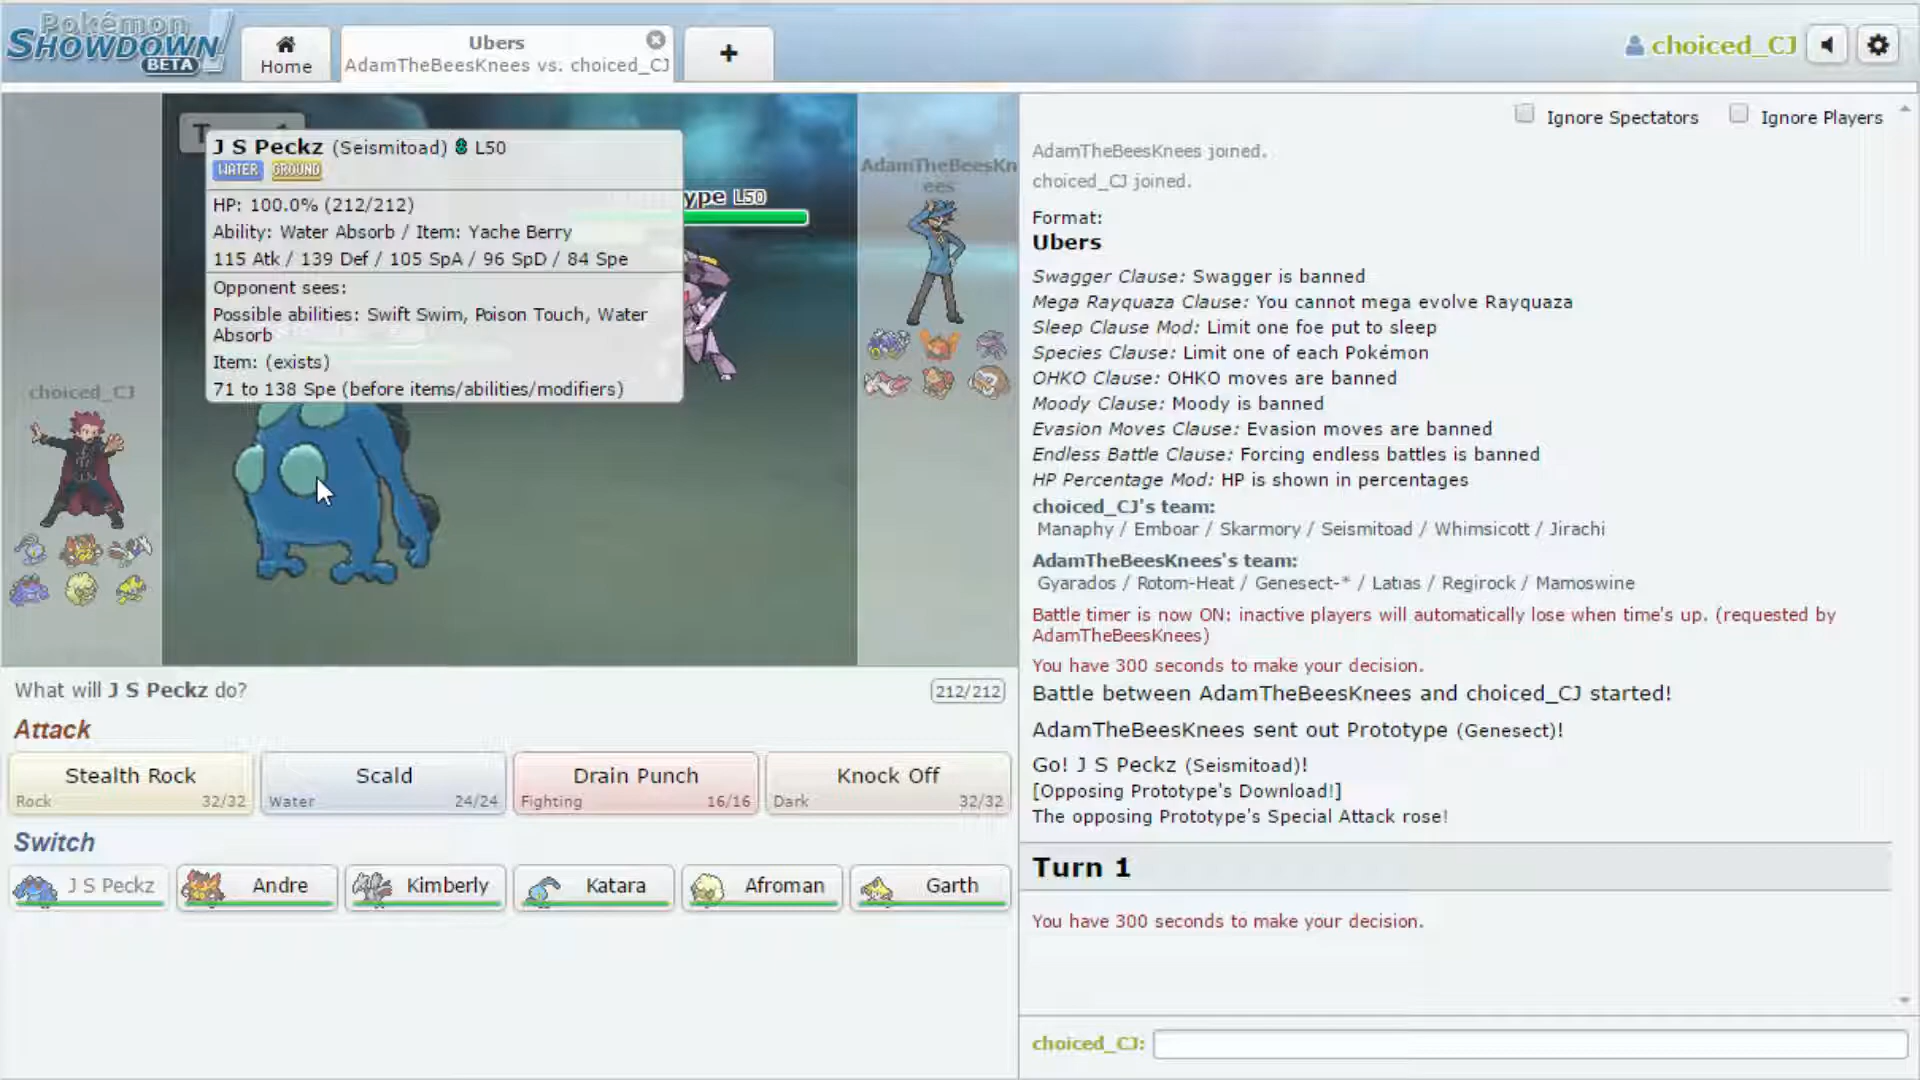 Pokémon
SHOWDOWN!
BETA
Home
Ubers
AdamTheBeesKnees vs. choiced_CJ
+
choiced_CJ
J S Peckz (Seismitoad) L50
WATER GROUND
HP: 100.0% (212/212)
Ability: Water Absorb / Item: Yache Berry
115 Atk / 139 Def / 105 SpA / 96 SpD / 84 Spe
Opponent sees:
Possible abilities: Swift Swim, Poison Touch, Water
Absorb
Item: (exists)
71 to 138 Spe (before items/abilities/modifiers)
ype L50
AdamTheBeesKn
ees
choiced_CJ
What will J S Peckz do?
212/212
Attack
Stealth Rock
Rock 32/32
Scald
Water 24/24
Drain Punch
Fighting 16/16
Knock Off
Dark 32/32
Switch
J S Peckz
Andre
Kimberly
Katara
Afroman
Garth
Ignore Spectators
Ignore Players
AdamTheBeesKnees joined.
choiced_CJ joined.
Format:
Ubers
Swagger Clause: Swagger is banned
Mega Rayquaza Clause: You cannot mega evolve Rayquaza
Sleep Clause Mod: Limit one foe put to sleep
Species Clause: Limit one of each Pokémon
OHKO Clause: OHKO moves are banned
Moody Clause: Moody is banned
Evasion Moves Clause: Evasion moves are banned
Endless Battle Clause: Forcing endless battles is banned
HP Percentage Mod: HP is shown in percentages
choiced_CJ's team:
Manaphy / Emboar / Skarmory / Seismitoad / Whimsicott / Jirachi
AdamTheBeesKnees's team:
Gyarados / Rotom-Heat / Genesect-* / Latias / Regirock / Mamoswine
Battle timer is now ON: inactive players will automatically lose when time's up. (requested by
AdamTheBeesKnees)
You have 300 seconds to make your decision.
Battle between AdamTheBeesKnees and choiced_CJ started!
AdamTheBeesKnees sent out Prototype (Genesect)!
Go! J S Peckz (Seismitoad)!
[Opposing Prototype's Download!]
The opposing Prototype's Special Attack rose!
Turn 1
You have 300 seconds to make your decision.
choiced_CJ: